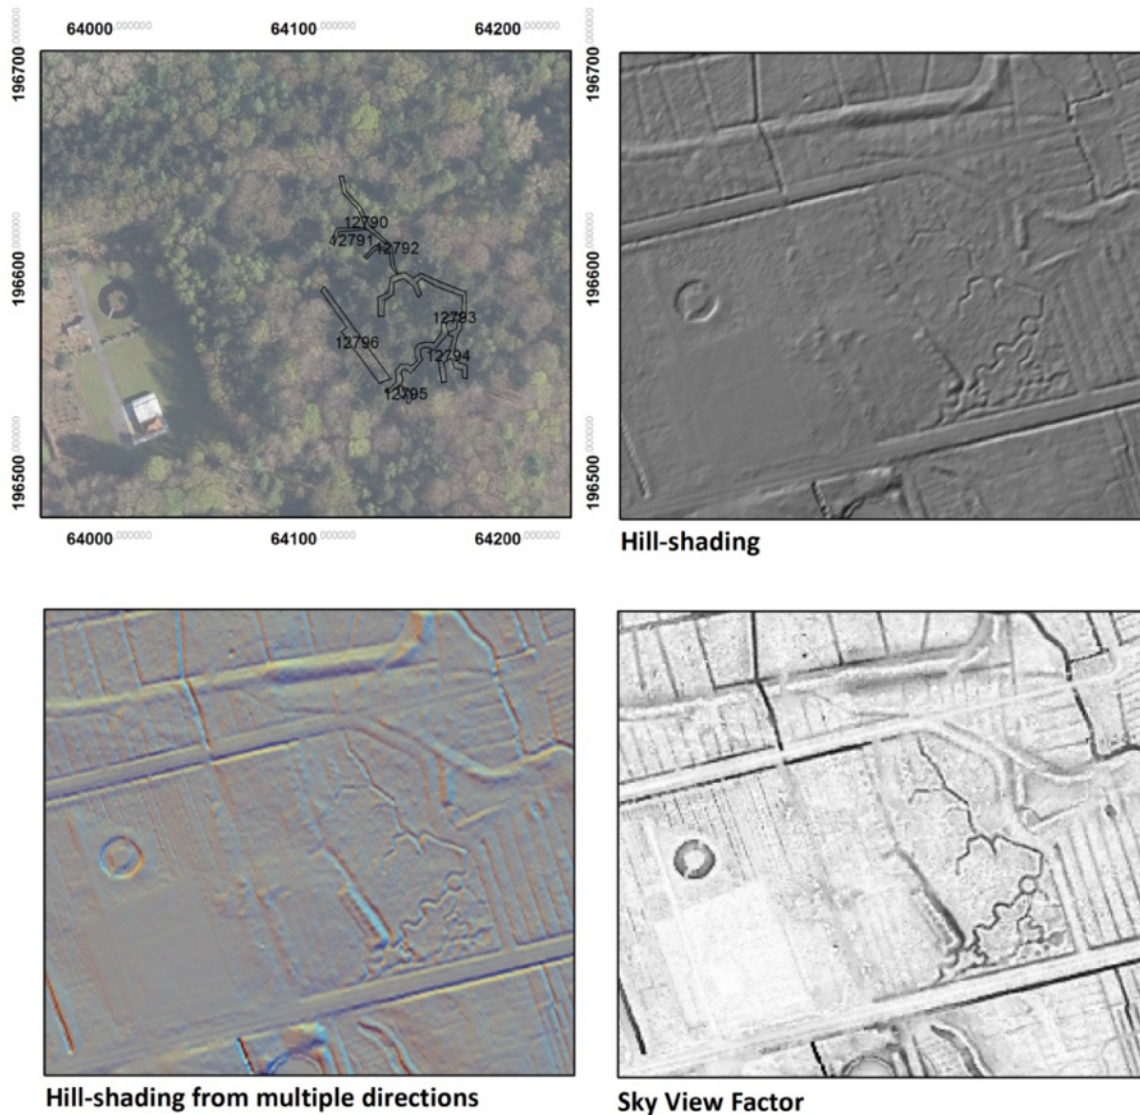 64000.000000 64100.000000 64200.000000
196700.000000
196600.000000
196500.000000
196700.000000
196600.000000
196500.000000
12790
12791
12792
12793
12794
12796
12795
64000.000000 64100.000000 64200.000000
Hill-shading
Hill-shading from multiple directions
Sky View Factor